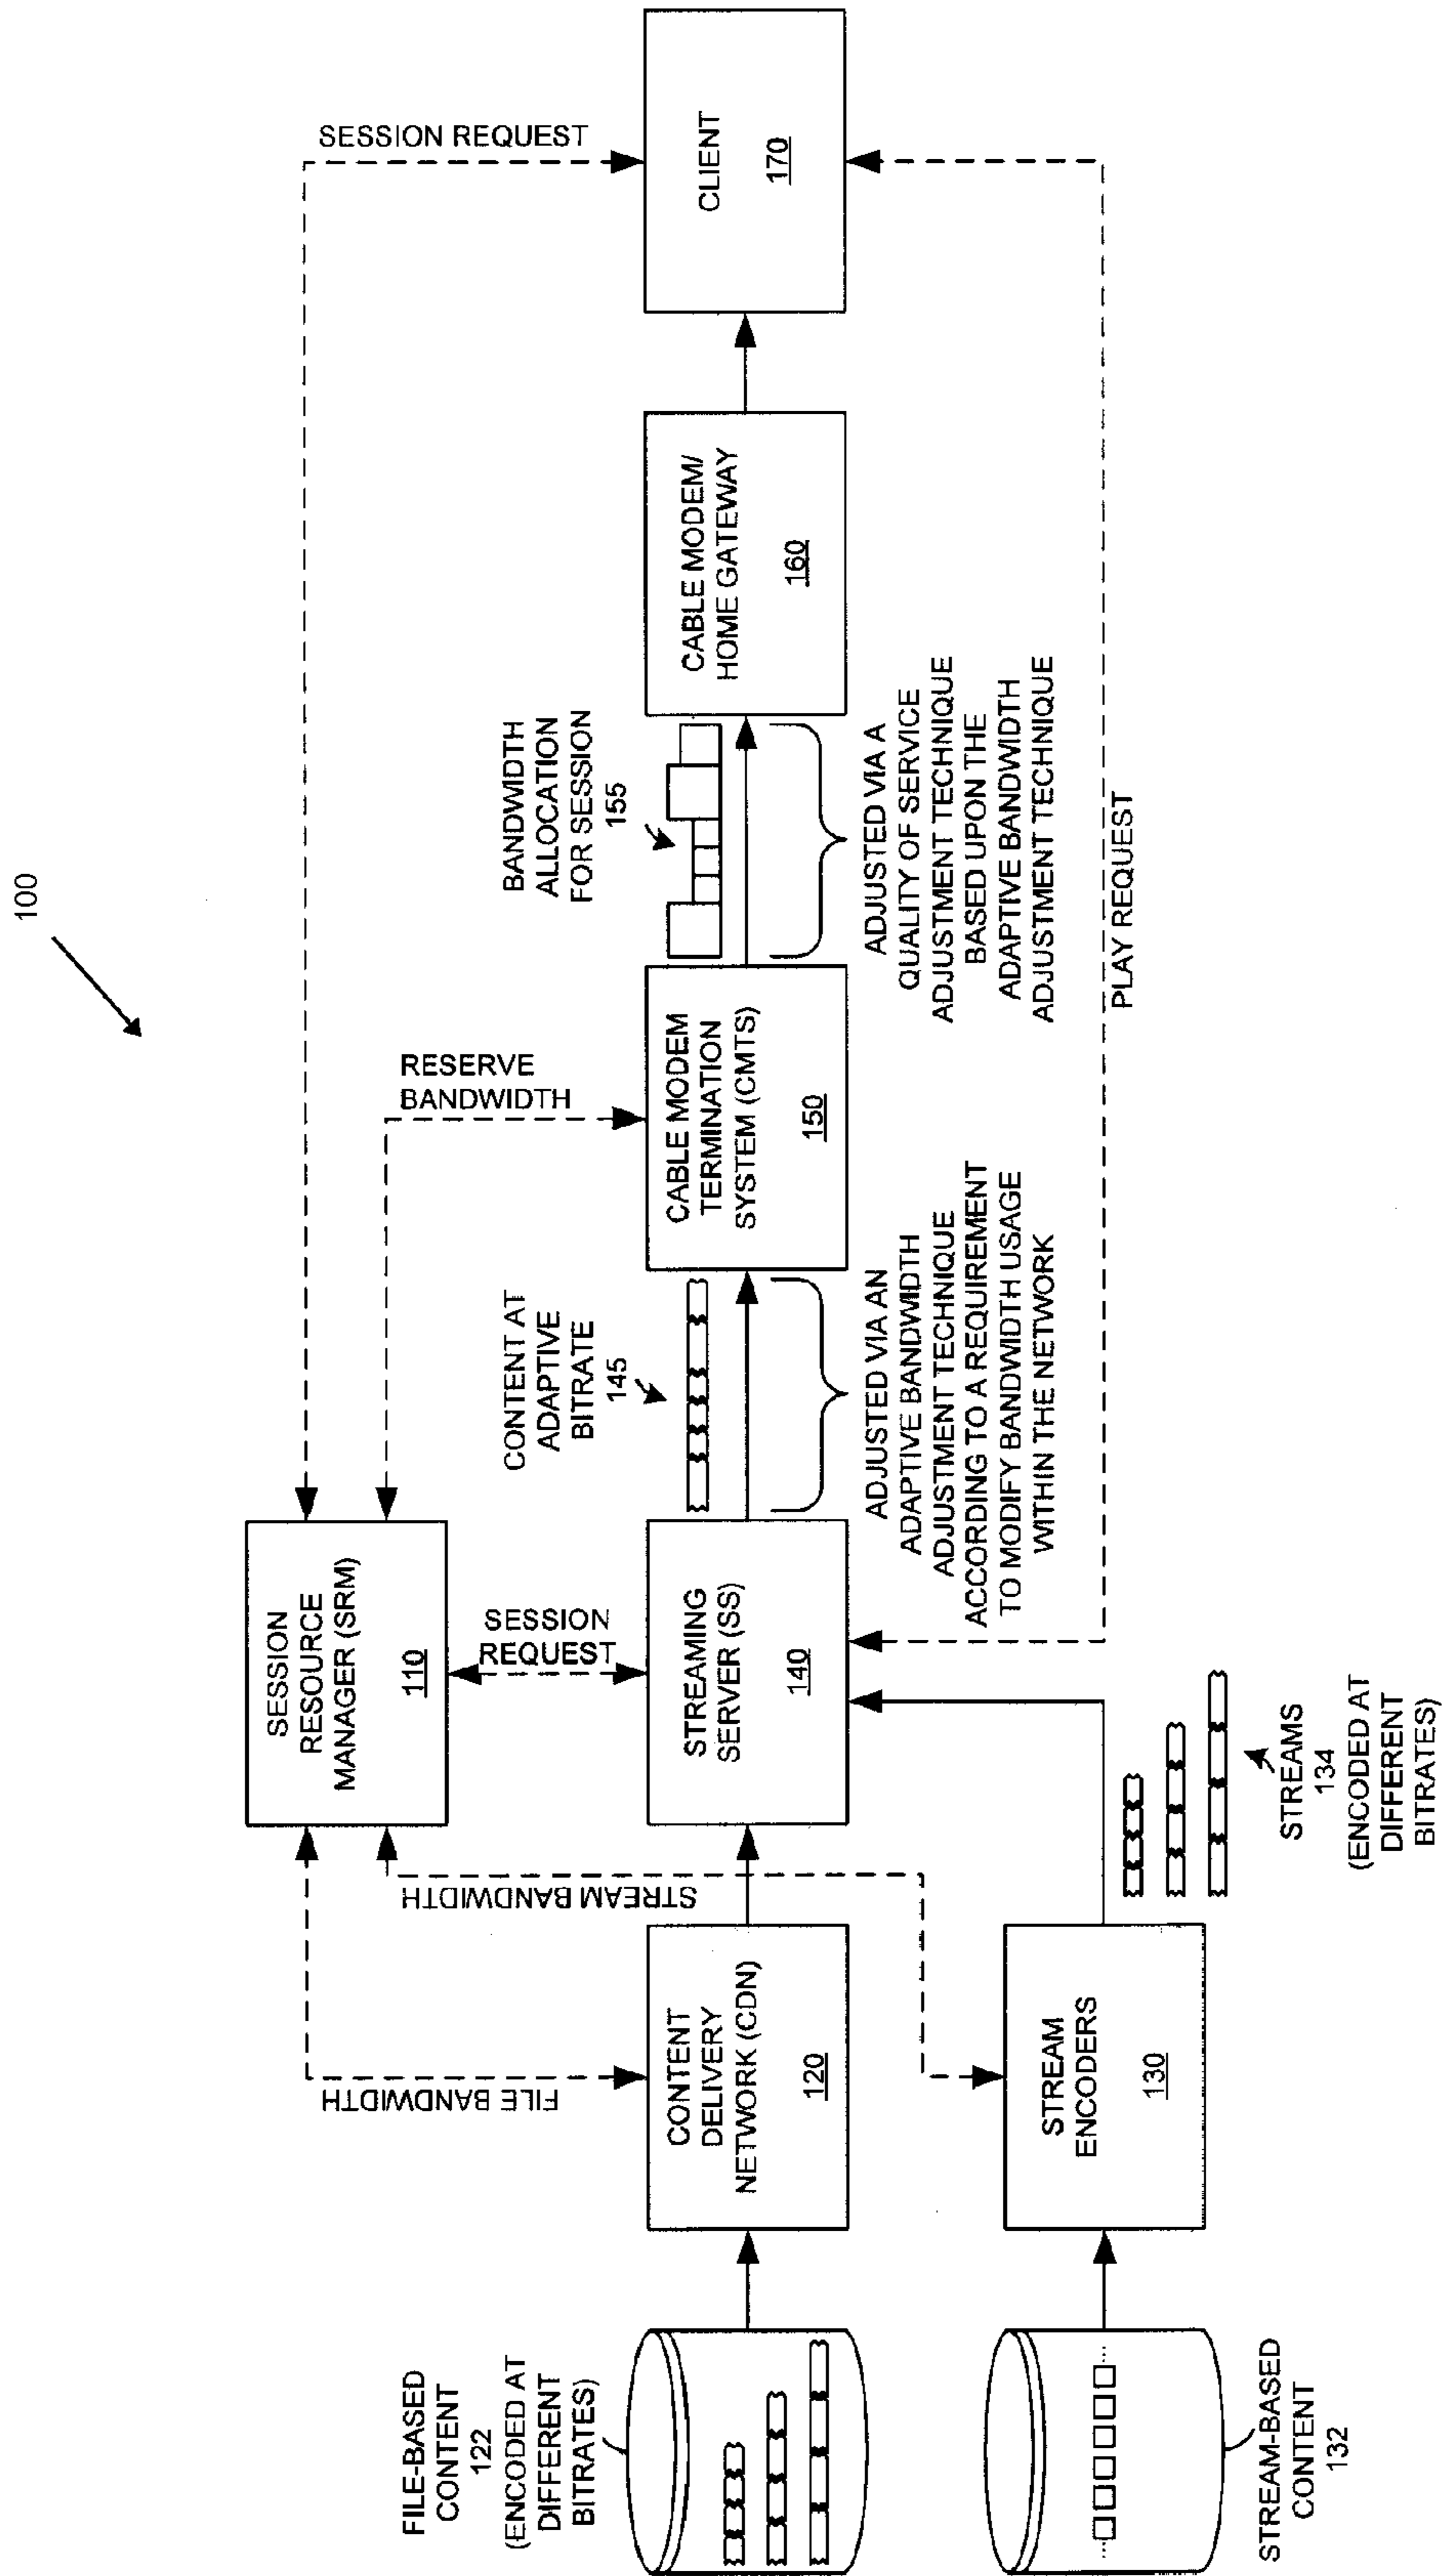 100
SESSION REQUEST
SESSION
RESOURCE
MANAGER (SRM)
110
RESERVE
BANDWIDTH
FILE BANDWIDTH
STREAM BANDWIDTH
SESSION
REQUEST
FILE-BASED
CONTENT
122
(ENCODED AT
DIFFERENT
BITRATES)
CONTENT
DELIVERY
NETWORK (CDN)
120
STREAMING
SERVER (SS)
140
CONTENT AT
ADAPTIVE
BITRATE
145
CABLE MODEM
TERMINATION
SYSTEM (CMTS)
150
BANDWIDTH
ALLOCATION
FOR SESSION
155
CABLE MODEM/
HOME GATEWAY
160
CLIENT
170
ADJUSTED VIA AN
ADAPTIVE BANDWIDTH
ADJUSTMENT TECHNIQUE
ACCORDING TO A REQUIREMENT
TO MODIFY BANDWIDTH USAGE
WITHIN THE NETWORK
ADJUSTED VIA A
QUALITY OF SERVICE
ADJUSTMENT TECHNIQUE
BASED UPON THE
ADAPTIVE BANDWIDTH
ADJUSTMENT TECHNIQUE
PLAY REQUEST
STREAM-BASED
CONTENT
132
STREAM
ENCODERS
130
STREAMS
134
(ENCODED AT
DIFFERENT
BITRATES)